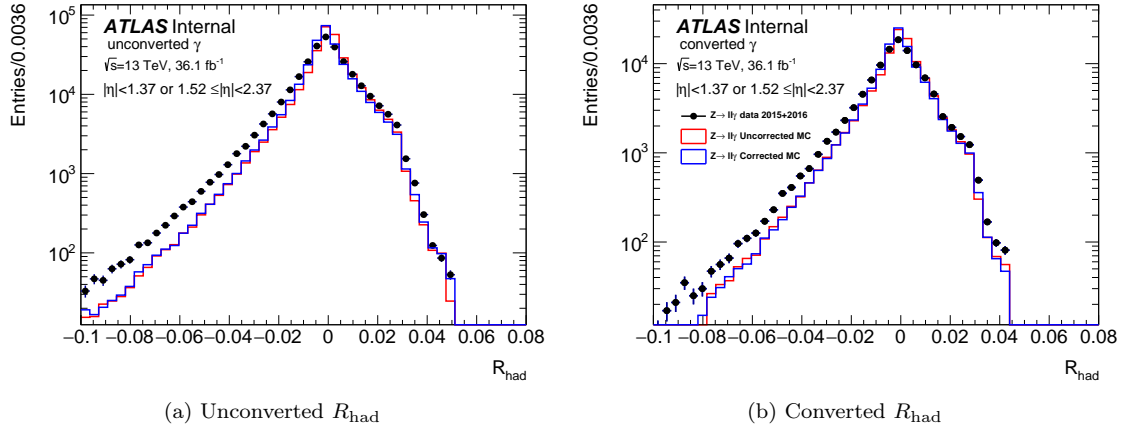 Entries/0.0036
10⁵
10⁴
10³
10²
ATLAS Internal
unconverted γ
√s=13 TeV, 36.1 fb⁻¹
|η|<1.37 or 1.52 ≤|η|<2.37
−0.1 −0.08 −0.06 −0.04 −0.02 0 0.02 0.04 0.06 0.08
R_had
(a) Unconverted R_had
Entries/0.0036
10⁴
10³
10²
ATLAS Internal
converted γ
√s=13 TeV, 36.1 fb⁻¹
|η|<1.37 or 1.52 ≤|η|<2.37
Z→ llγ data 2015+2016
Z→ llγ Uncorrected MC
Z→ llγ Corrected MC
−0.1 −0.08 −0.06 −0.04 −0.02 0 0.02 0.04 0.06 0.08
R_had
(b) Converted R_had